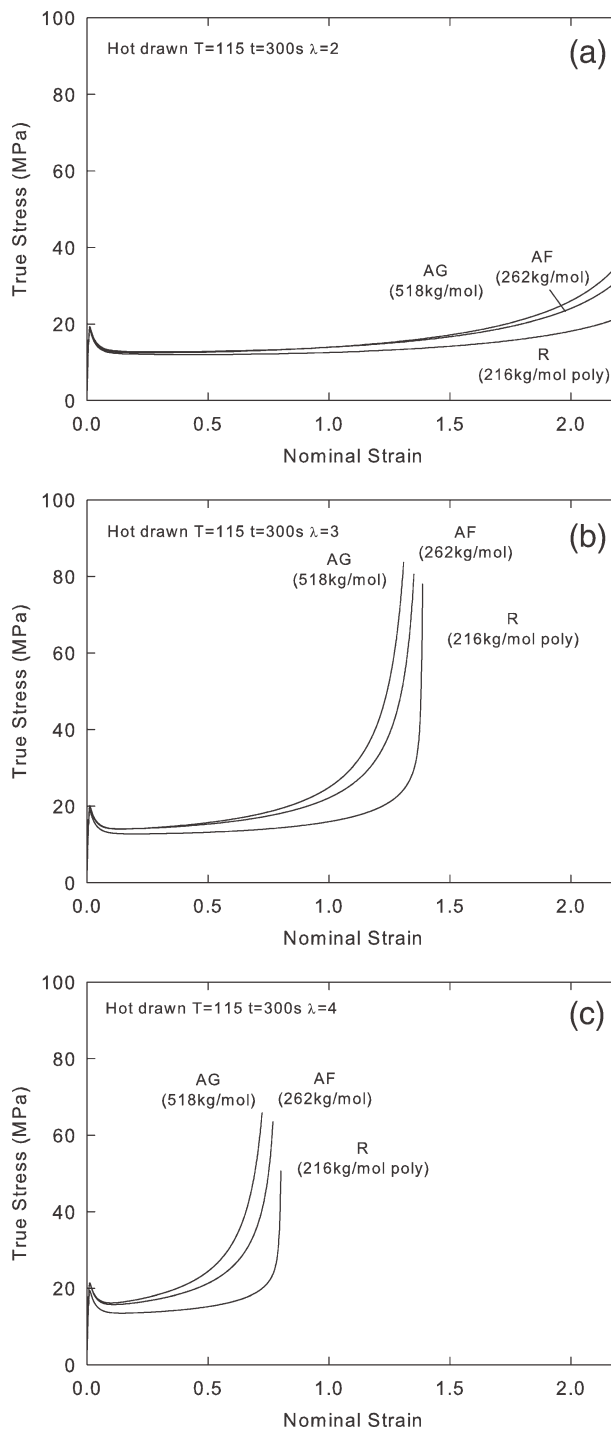 100
Hot drawn T=115 t=300s λ=2
(a)
80
60
True Stress (MPa)
40
AG
(518kg/mol)
AF
(262kg/mol)
20
R
(216kg/mol poly)
0
0.0 0.5 1.0 1.5 2.0
Nominal Strain
100
Hot drawn T=115 t=300s λ=3
(b)
AG
(518kg/mol)
AF
(262kg/mol)
80
R
(216kg/mol poly)
60
True Stress (MPa)
40
20
0
0.0 0.5 1.0 1.5 2.0
Nominal Strain
100
Hot drawn T=115 t=300s λ=4
(c)
80
AG
(518kg/mol)
AF
(262kg/mol)
60
R
(216kg/mol poly)
True Stress (MPa)
40
20
0
0.0 0.5 1.0 1.5 2.0
Nominal Strain